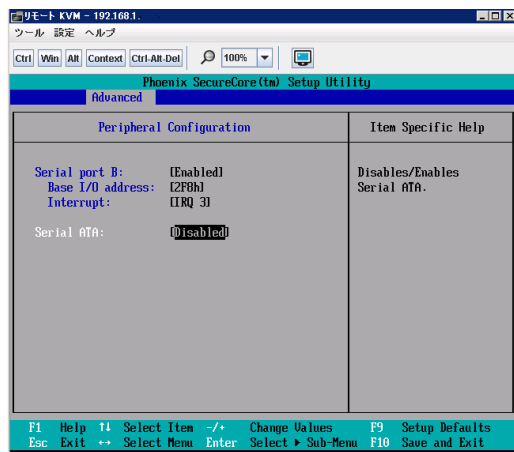 リモート KVM - 192.168.1.
ツール 設定 ヘルプ
Ctrl Win Alt Context Ctrl-Alt-Del 100%
Phoenix SecureCore(tm) Setup Utility
Advanced
Peripheral Configuration
Item Specific Help
Serial port B: [Enabled]
Base I/O address: [2F8h]
Interrupt: [IRQ 3]
Serial ATA: [Disabled]
Disables/Enables
Serial ATA.
F1 Help ↑↓ Select Item -/+ Change Values F9 Setup Defaults
Esc Exit ↔ Select Menu Enter Select ▶ Sub-Menu F10 Save and Exit